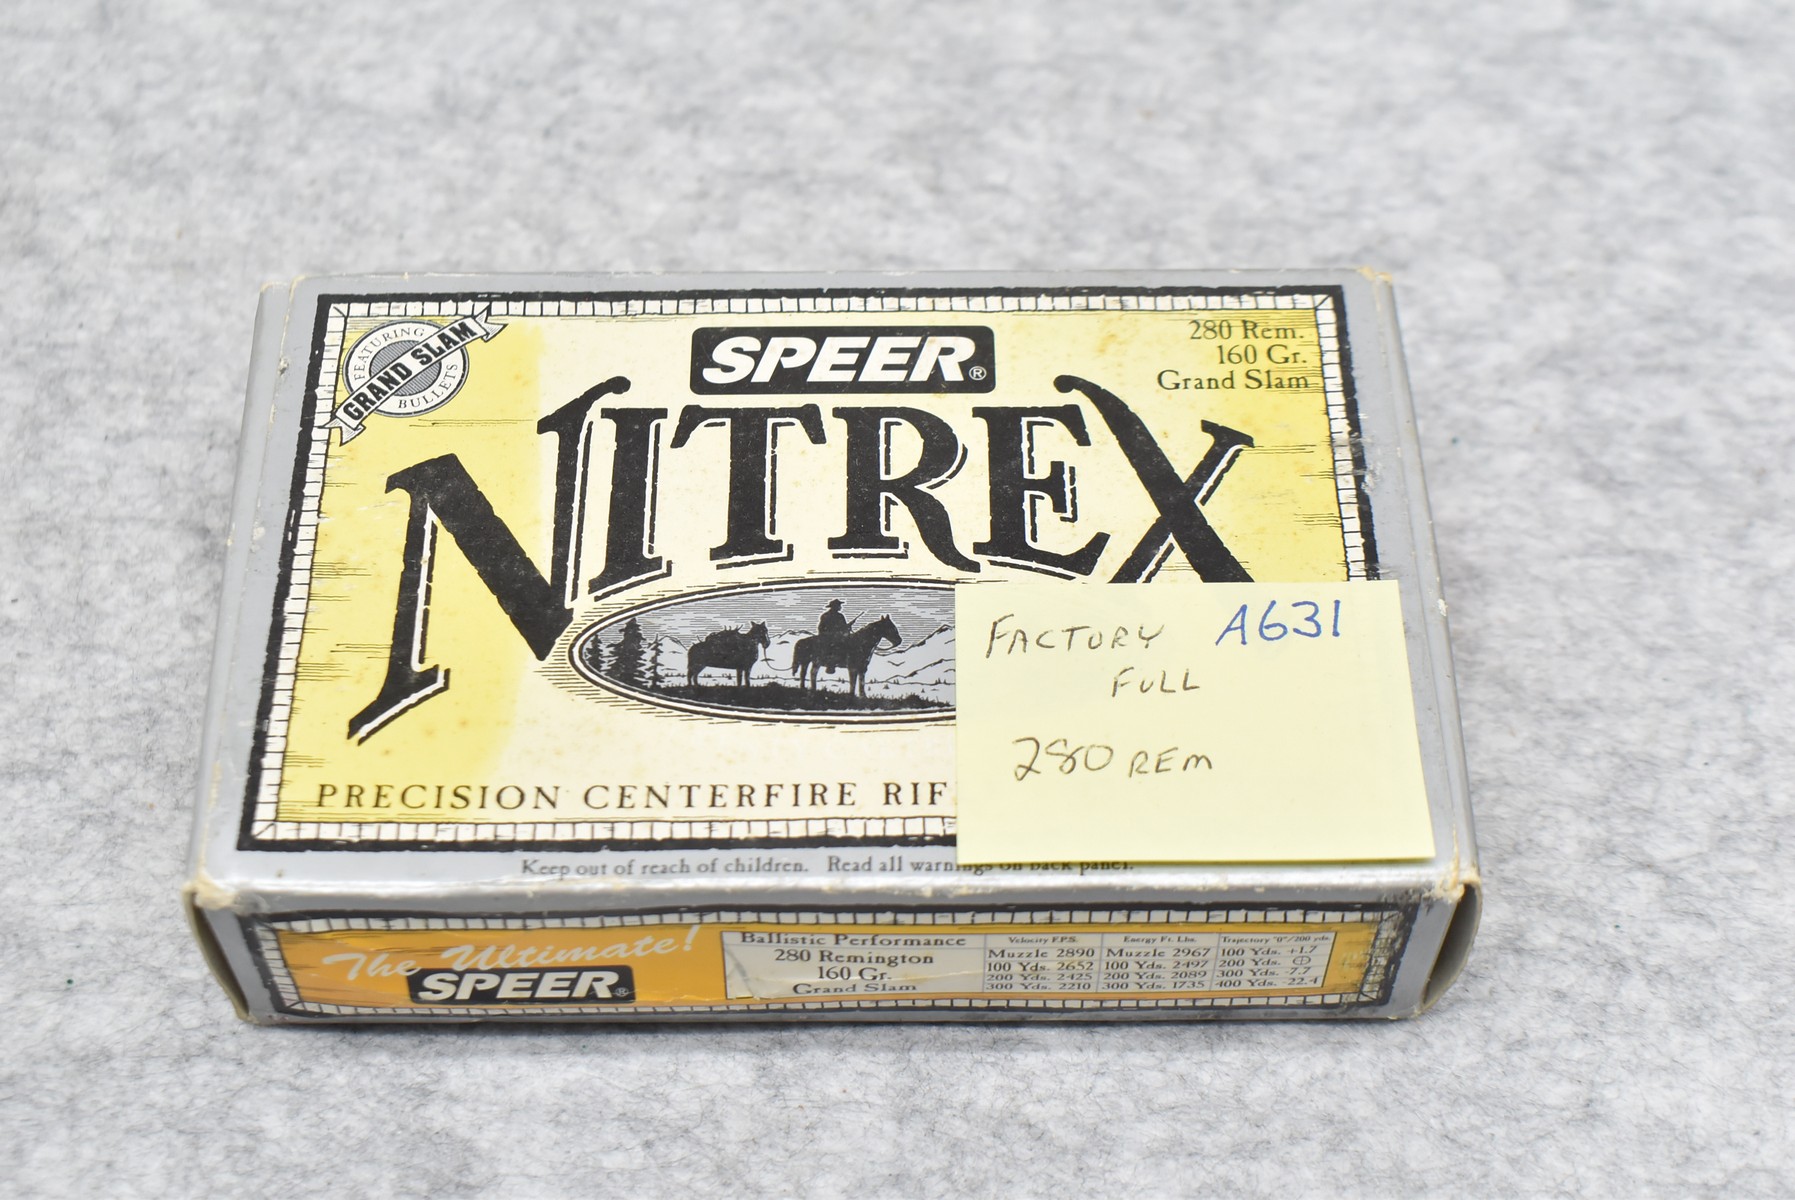 FEATURING
GRAND SLAM
BULLETS
SPEER®
280 Rem.
160 Gr.
Grand Slam
NITREX
FACTORY A631
FULL
280 REM
PRECISION CENTERFIRE RIF
Keep out of reach of children. Read all warnings on back panel.
The Ultimate!
SPEER®
Ballistic Performance
280 Remington
160 Gr.
Grand Slam
Velocity F.P.S. Energy Ft. Lbs. Trajectory "0"/200 yds.
Muzzle 2890 Muzzle 2967 100 Yds. +1.7
100 Yds. 2652 100 Yds. 2497 200 Yds.
200 Yds. 2425 200 Yds. 2089 300 Yds. -7.7
300 Yds. 2210 300 Yds. 1735 400 Yds. -22.4